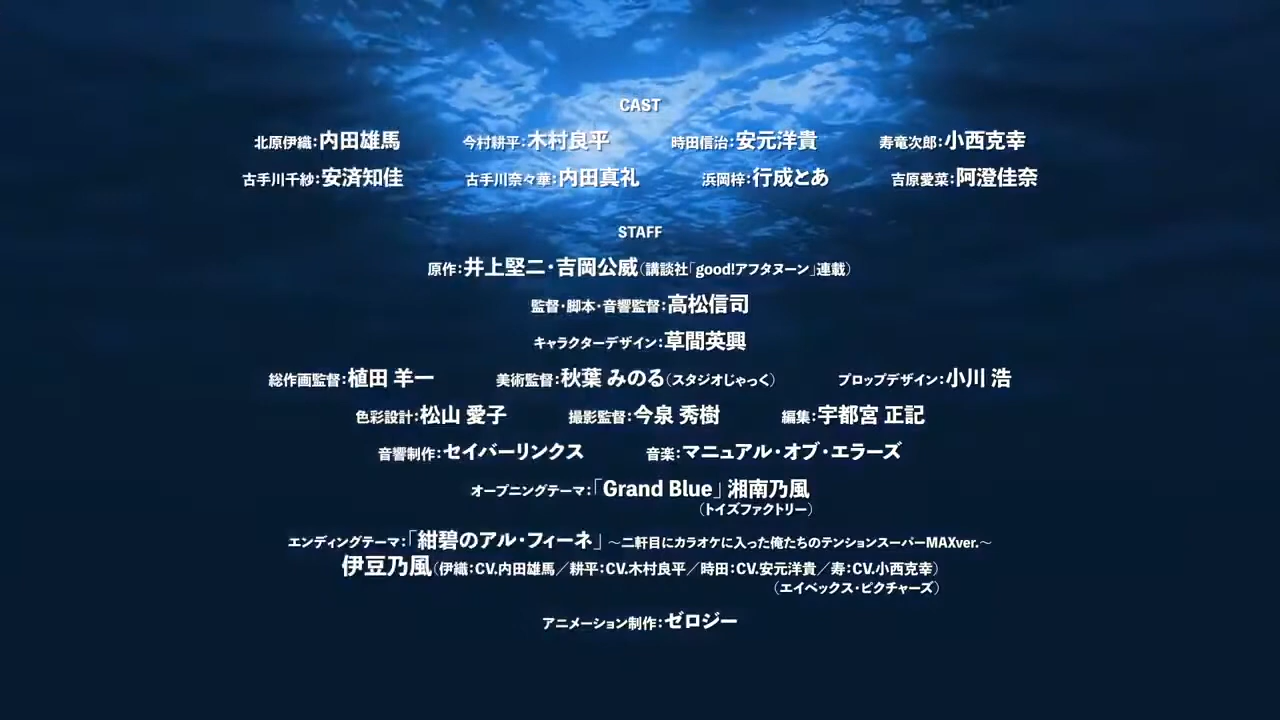 CAST
北原伊織：内田雄馬　今村耕平：木村良平　時田信治：安元洋貴　寿竜次郎：小西克幸
古手川千紗：安済知佳　古手川奈々華：内田真礼　浜岡梓：行成とあ　吉原愛菜：阿澄佳奈
STAFF
原作：井上堅二・吉岡公威（講談社「good!アフタヌーン」連載）
監督・脚本・音響監督：高松信司
キャラクターデザイン：草間英興
総作画監督：植田 羊一　美術監督：秋葉 みのる（スタジオじゃっく）　プロップデザイン：小川 浩
色彩設計：松山 愛子　撮影監督：今泉 秀樹　編集：宇都宮 正記
音響制作：セイバーリンクス　音楽：マニュアル・オブ・エラーズ
オープニングテーマ：「Grand Blue」湘南乃風
（トイズファクトリー）
エンディングテーマ：「紺碧のアル・フィーネ」～二軒目にカラオケに入った俺たちのテンションスーパーMAXver.～
伊豆乃風（伊織：CV.内田雄馬／耕平：CV.木村良平／時田：CV.安元洋貴／寿：CV.小西克幸）
（エイベックス・ピクチャーズ）
アニメーション制作：ゼロジー